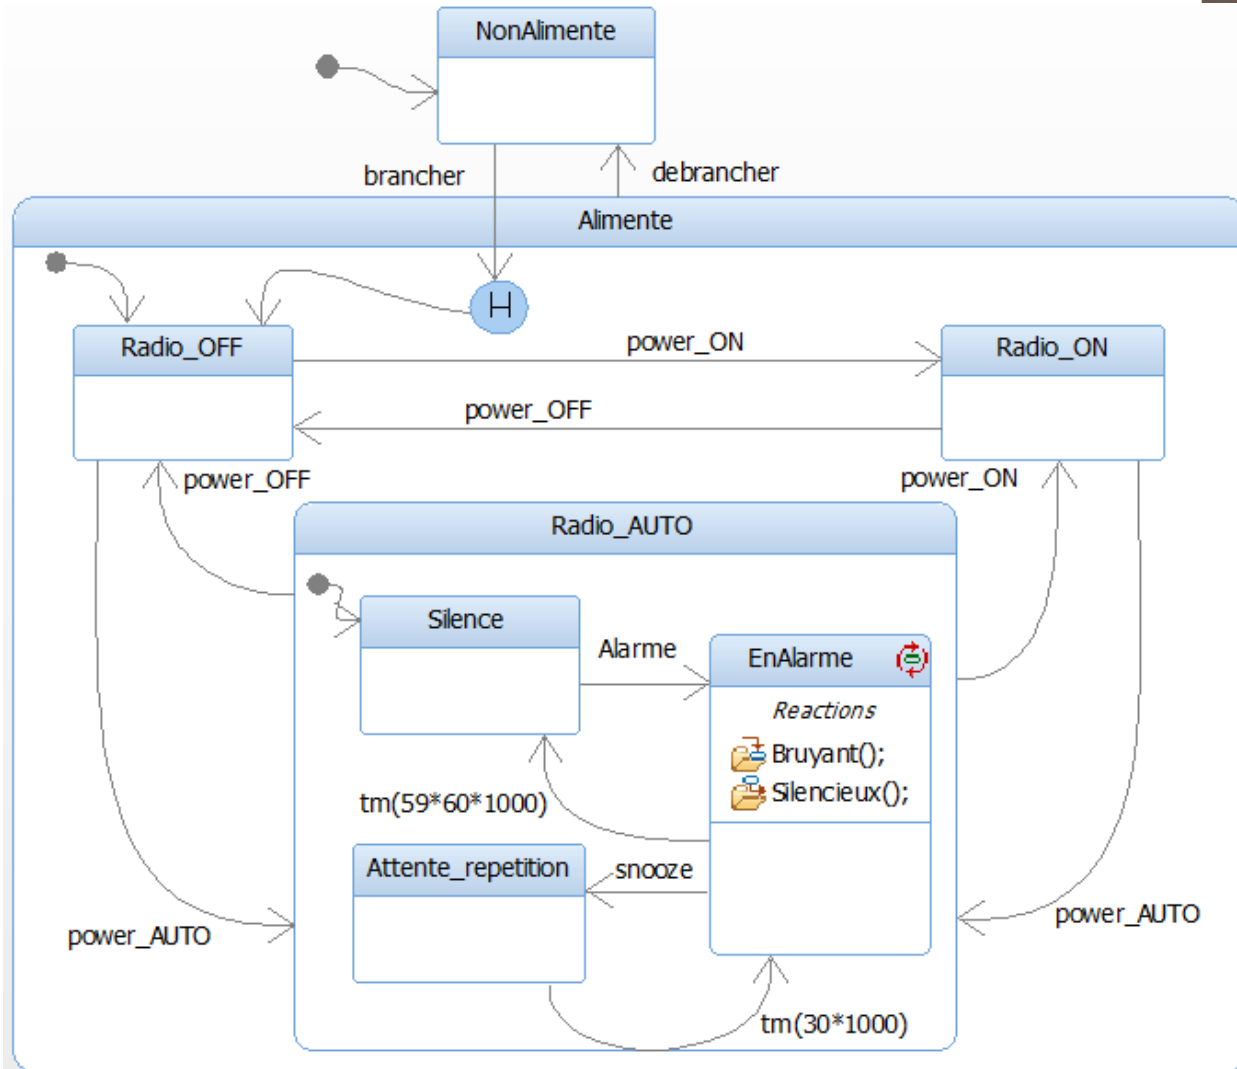 NonAlimente
brancher
debrancher
Alimente
H
Radio_OFF
power_ON
Radio_ON
power_OFF
power_OFF
power_ON
Radio_AUTO
Silence
Alarme
EnAlarme
Reactions
Bruyant();
Silencieux();
tm(59*60*1000)
Attente_repetition
snooze
power_AUTO
power_AUTO
tm(30*1000)